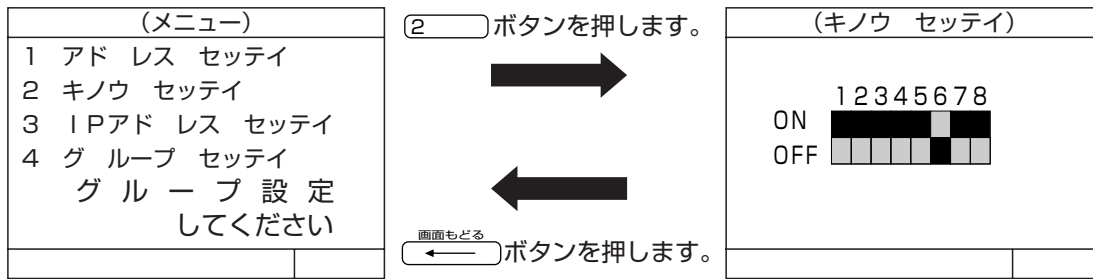 (メニュー)
1 アド レス セッテイ
2 キノウ セッテイ
3 IPアド レス セッテイ
4 グ ループ セッテイ
グ ル ー プ 設 定
してください
2 ボタンを押します。
画面もどる
← ボタンを押します。
(キノウ セッテイ)
12345678
ON
OFF